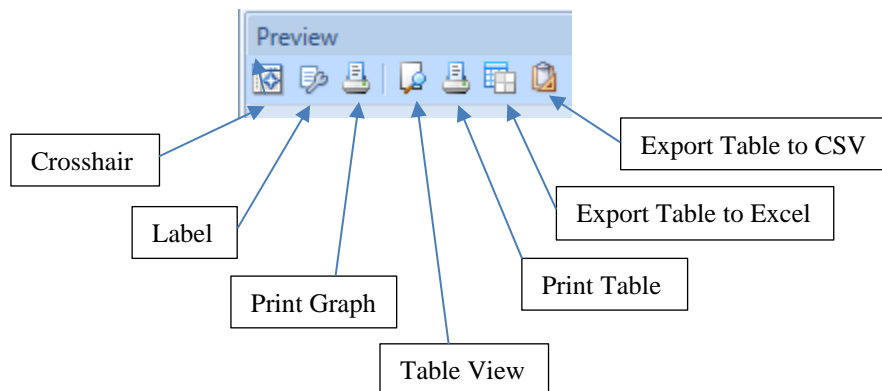 Preview
Crosshair
Export Table to CSV
Label
Export Table to Excel
Print Graph
Print Table
Table View